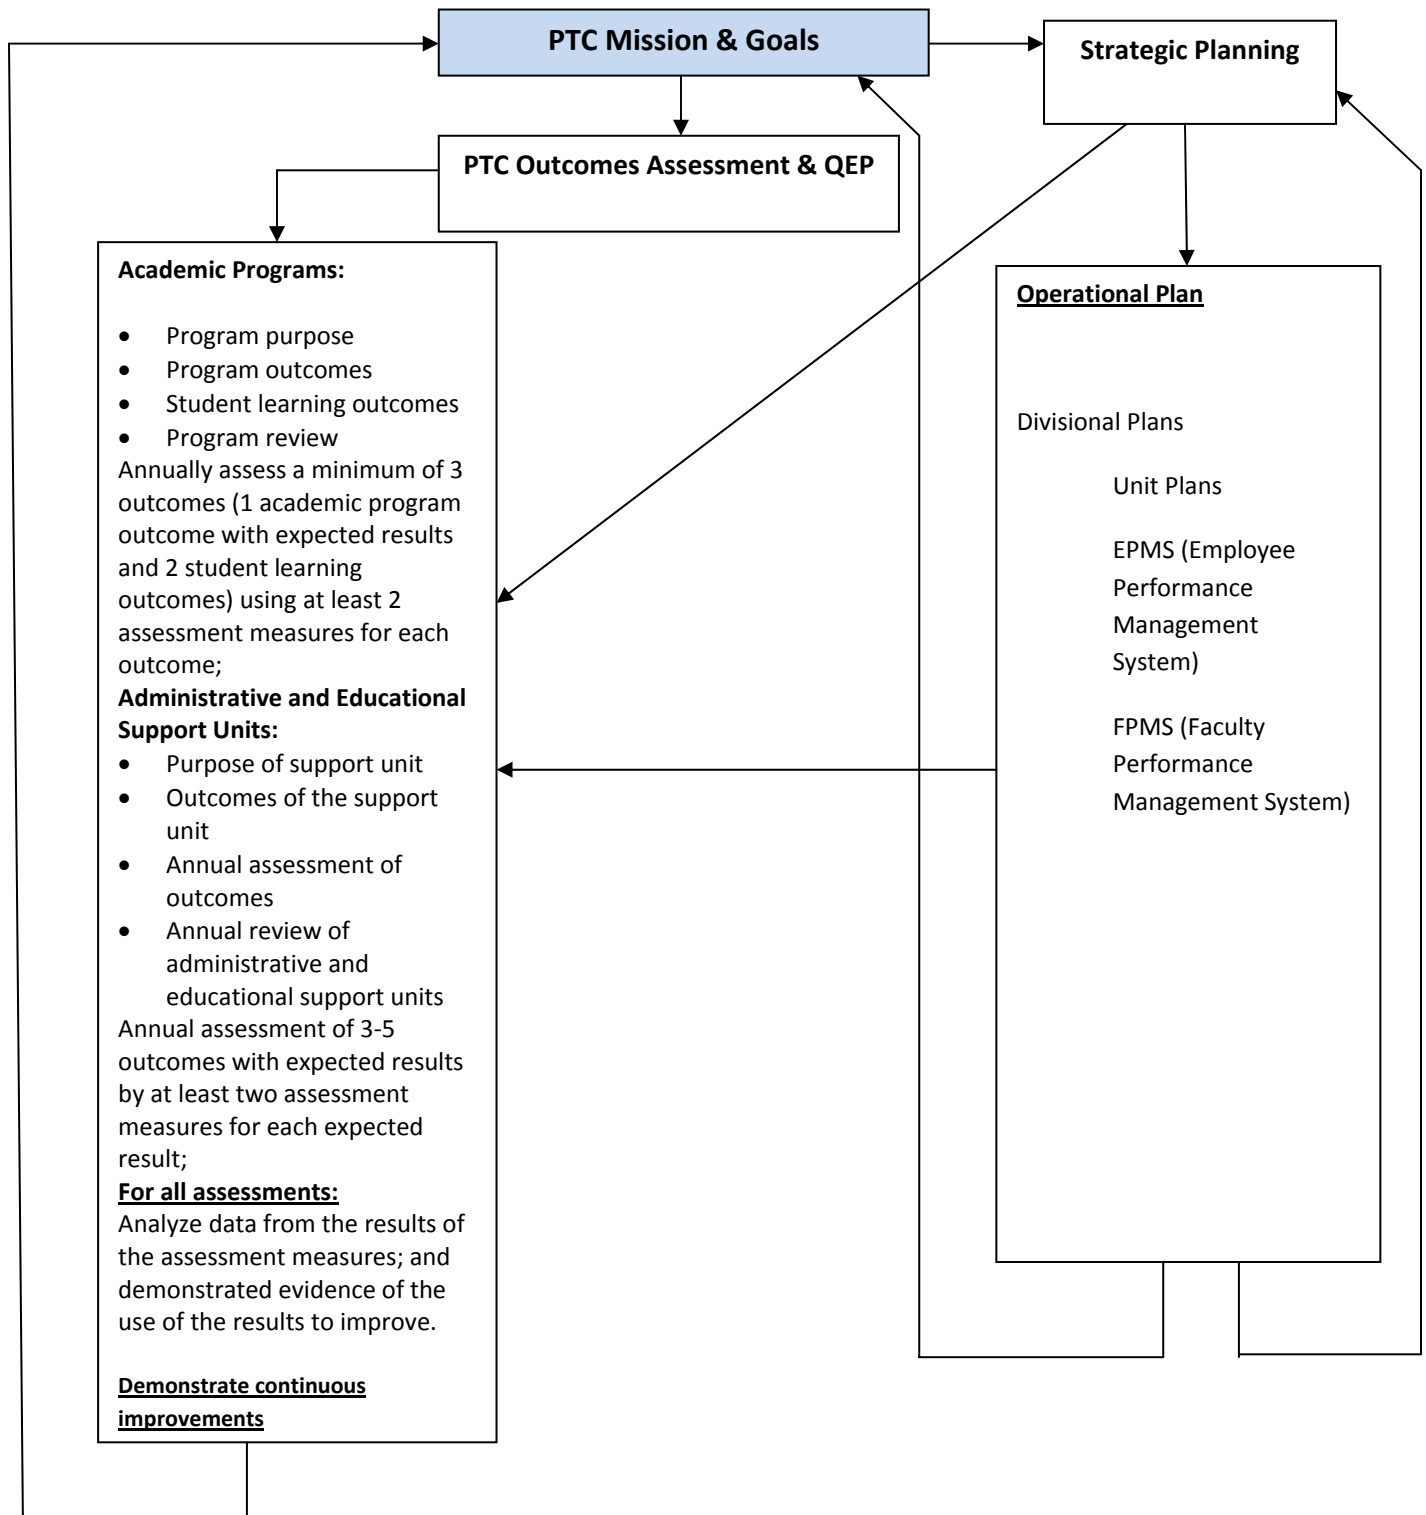 PTC Mission & Goals
Strategic Planning
PTC Outcomes Assessment & QEP
Academic Programs:
• Program purpose
• Program outcomes
• Student learning outcomes
• Program review
Annually assess a minimum of 3
outcomes (1 academic program
outcome with expected results
and 2 student learning
outcomes) using at least 2
assessment measures for each
outcome;
Administrative and Educational
Support Units:
• Purpose of support unit
• Outcomes of the support
unit
• Annual assessment of
outcomes
• Annual review of
administrative and
educational support units
Annual assessment of 3-5
outcomes with expected results
by at least two assessment
measures for each expected
result;
For all assessments:
Analyze data from the results of
the assessment measures; and
demonstrated evidence of the
use of the results to improve.
Demonstrate continuous
improvements
Operational Plan
Divisional Plans
Unit Plans
EPMS (Employee
Performance
Management
System)
FPMS (Faculty
Performance
Management System)